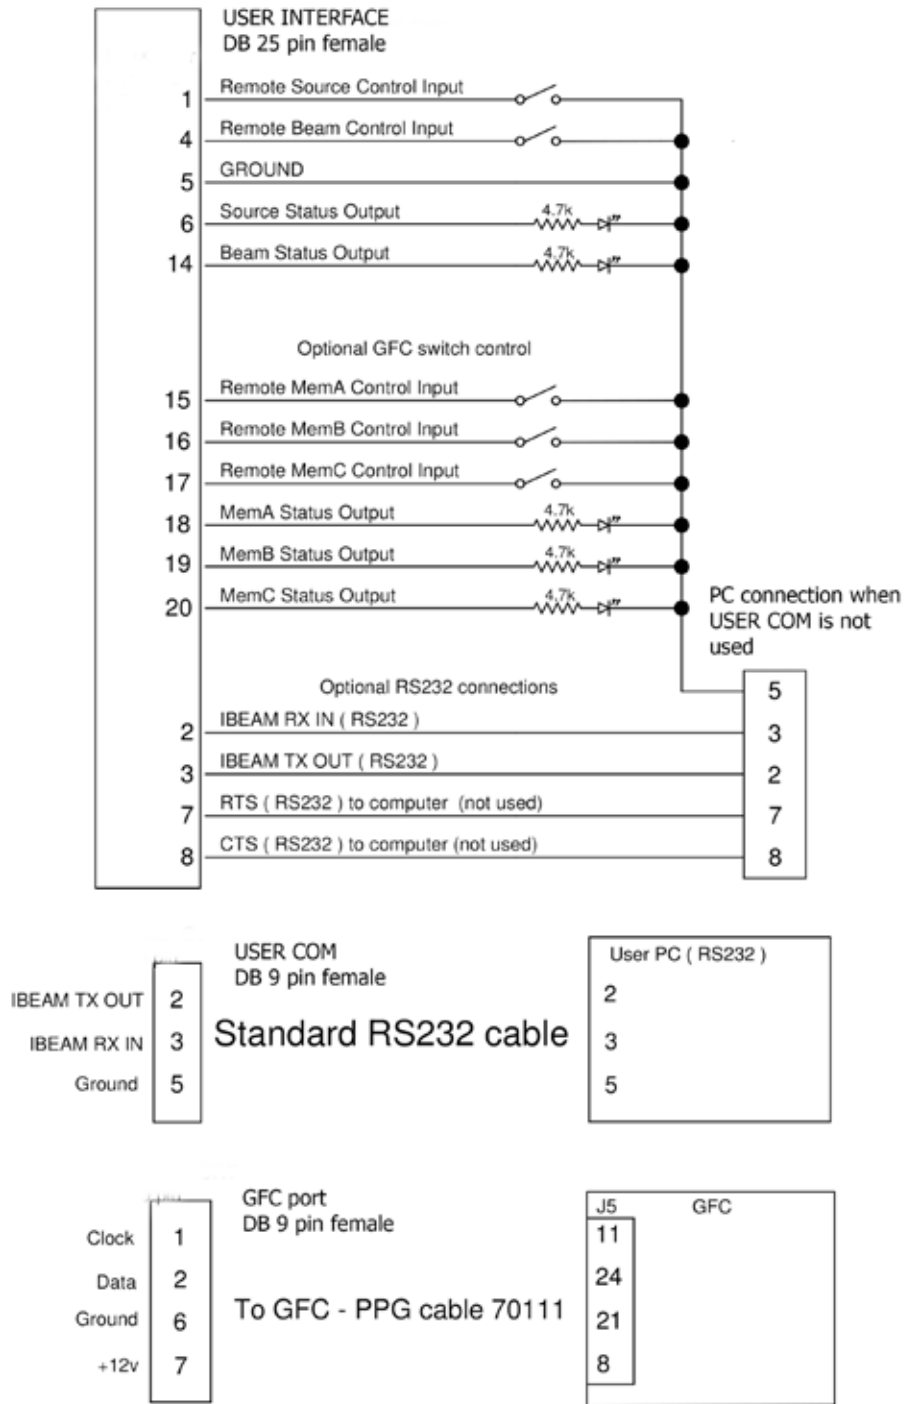 USER INTERFACE
DB 25 pin female
1 Remote Source Control Input
4 Remote Beam Control Input
5 GROUND
6 Source Status Output 4.7k
14 Beam Status Output 4.7k
Optional GFC switch control
15 Remote MemA Control Input
16 Remote MemB Control Input
17 Remote MemC Control Input
18 MemA Status Output 4.7k
19 MemB Status Output 4.7k
20 MemC Status Output 4.7k
PC connection when
USER COM is not
used
Optional RS232 connections 5
2 IBEAM RX IN ( RS232 ) 3
3 IBEAM TX OUT ( RS232 ) 2
7 RTS ( RS232 ) to computer (not used) 7
8 CTS ( RS232 ) to computer (not used) 8
USER COM
DB 9 pin female
IBEAM TX OUT 2
IBEAM RX IN 3
Ground 5
Standard RS232 cable
User PC ( RS232 )
2
3
5
GFC port
DB 9 pin female
Clock 1
Data 2
Ground 6
+12v 7
To GFC - PPG cable 70111
J5 GFC
11
24
21
8